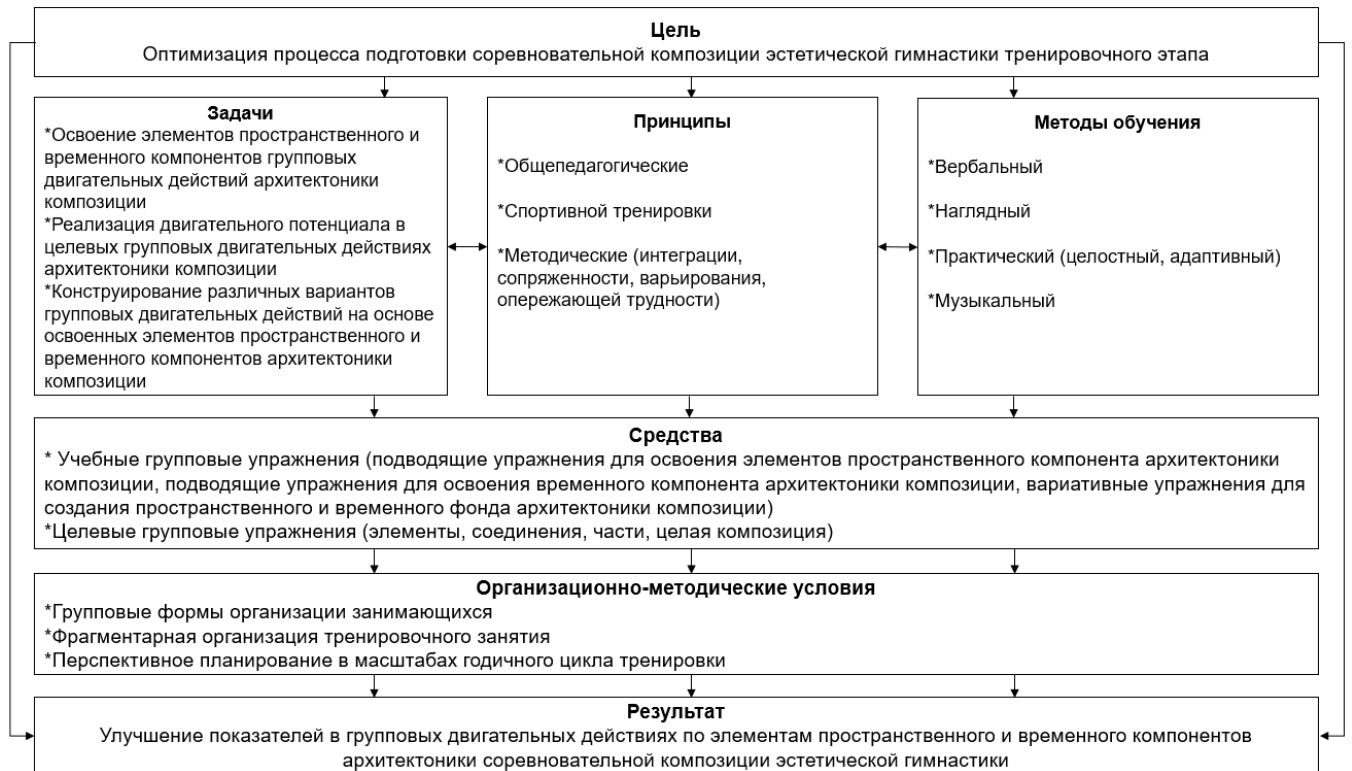 Цель
Оптимизация процесса подготовки соревновательной композиции эстетической гимнастики тренировочного этапа
Задачи
*Освоение элементов пространственного и
временного компонентов групповых
двигательных действий архитектоники
композиции
*Реализация двигательного потенциала в
целевых групповых двигательных действиях
архитектоники композиции
*Конструирование различных вариантов
групповых двигательных действий на основе
освоенных элементов пространственного и
временного компонентов архитектоники
композиции
Принципы
*Общепедагогические
*Спортивной тренировки
*Методические (интеграции,
сопряженности, варьирования,
опережающей трудности)
Методы обучения
*Вербальный
*Наглядный
*Практический (целостный, адаптивный)
*Музыкальный
Средства
* Учебные групповые упражнения (подводящие упражнения для освоения элементов пространственного компонента архитектоники
композиции, подводящие упражнения для освоения временного компонента архитектоники композиции, вариативные упражнения для
создания пространственного и временного фонда архитектоники композиции)
*Целевые групповые упражнения (элементы, соединения, части, целая композиция)
Организационно-методические условия
*Групповые формы организации занимающихся
*Фрагментарная организация тренировочного занятия
*Перспективное планирование в масштабах годичного цикла тренировки
Результат
Улучшение показателей в групповых двигательных действиях по элементам пространственного и временного компонентов
архитектоники соревновательной композиции эстетической гимнастики